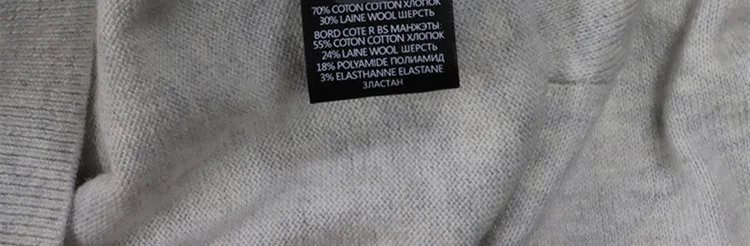 70% COTON COTTON ХЛОПОК
30% LAINE WOOL ШЕРСТЬ
BORD COTE R BS МАНЖЭТЫ
55% COTON COTTON ХЛОПОК
24% LAINE WOOL ШЕРСТЬ
18% POLYAMIDE ПОЛИАМИД
3% ELASTHANNE ELASTANE
ЭЛАСТАН